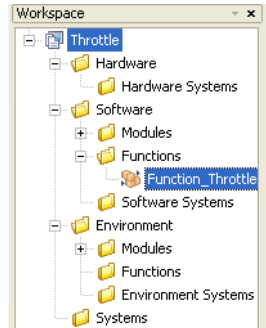 Workspace
Throttle
Hardware
Hardware Systems
Software
Modules
Functions
Function_Throttle
Software Systems
Environment
Modules
Functions
Environment Systems
Systems